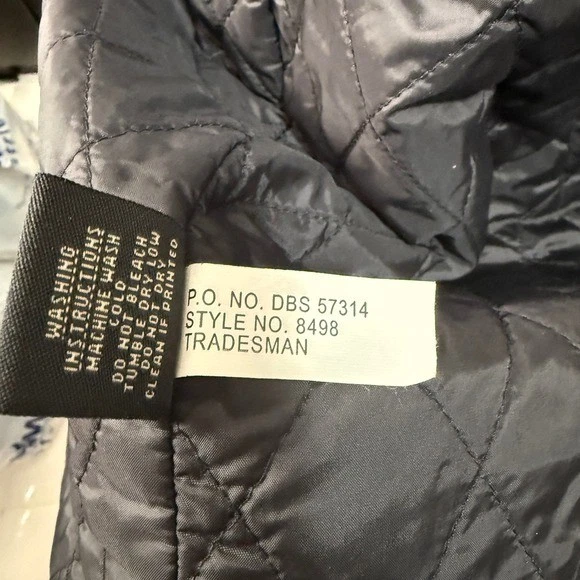 WASHING
INSTRUCTIONS
MACHINE WASH
COLD
DO NOT BLEACH
TUMBLE DRY LOW
DO NOT DRY
CLEAN IF PRINTED
P.O. NO. DBS 57314
STYLE NO. 8498
TRADESMAN